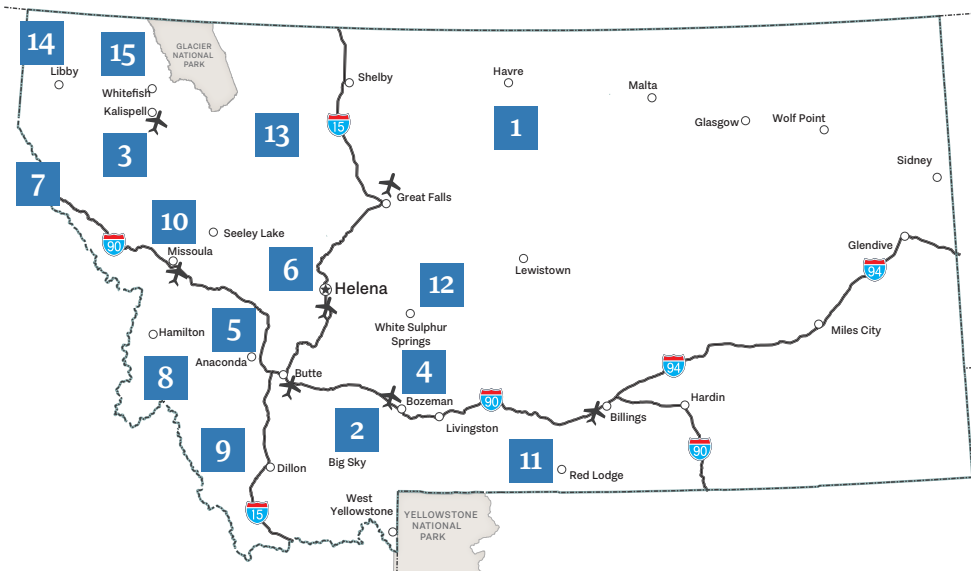 14
15
GLACIER
NATIONAL
PARK
Libby
Whitefish
Kalispell
Shelby
Havre
Malta
Glasgow
Wolf Point
Sidney
15
13
1
3
7
10
Great Falls
Seeley Lake
90
Missoula
Glendive
6
12
Lewistown
94
Helena
White Sulphur
Springs
Miles City
Hamilton
5
Anaconda
Butte
4
94
8
Bozeman
90
Hardin
Billings
Livingston
2
9
Big Sky
11
90
Dillon
Red Lodge
West
Yellowstone
15
YELLOWSTONE
NATIONAL
PARK